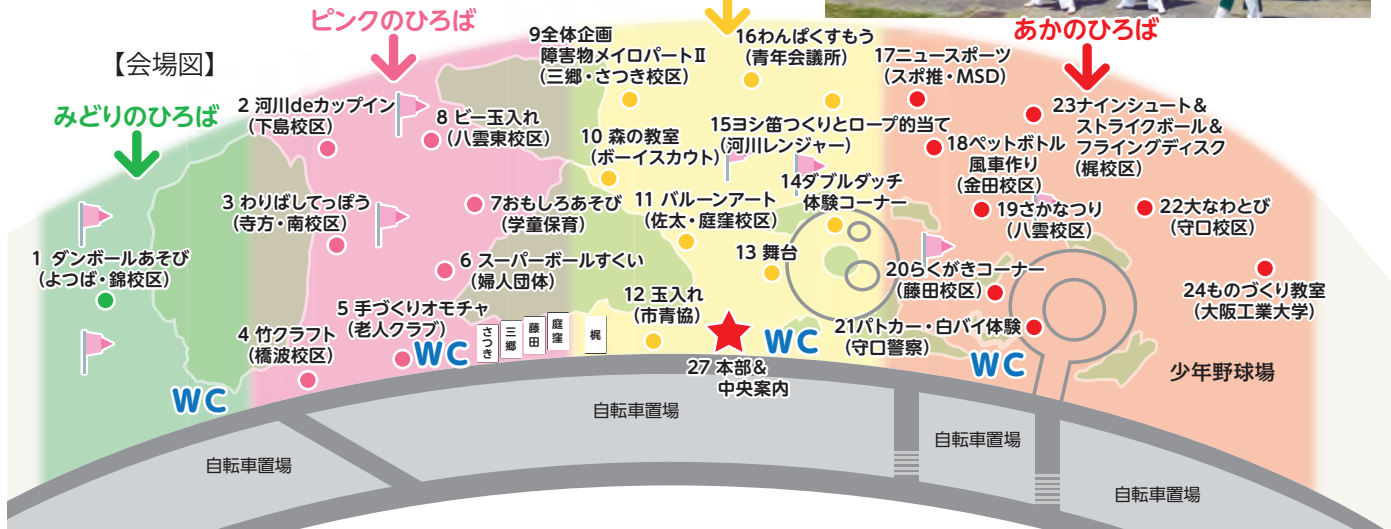 【会場図】
みどりのひろば
ピンクのひろば
あかのひろば
1 ダンボールあそび
（よつば・錦校区）
2 河川deカップイン
（下島校区）
3 わりばしてっぽう
（寺方・南校区）
4 竹クラフト
（橋波校区）
5 手づくりオモチャ
（老人クラブ）
6 スーパーボールすくい
（婦人団体）
7おもしろあそび
（学童保育）
8 ビー玉入れ
（八雲東校区）
9全体企画
障害物メイロパートⅡ
（三郷・さつき校区）
10 森の教室
（ボーイスカウト）
11 バルーンアート
（佐太・庭窪校区）
12 玉入れ
（市青協）
13 舞台
14ダブルダッチ
体験コーナー
15ヨシ笛つくりとロープ的当て
（河川レンジャー）
16わんぱくすもう
（青年会議所）
17ニュースポーツ
（スポ推・MSD）
18ペットボトル
風車作り
（金田校区）
19さかなつり
（八雲校区）
20らくがきコーナー
（藤田校区）
21パトカー・白バイ体験
（守口警察）
22大なわとび
（守口校区）
23ナインシュート＆
ストライクボール＆
フライングディスク
（梶校区）
24ものづくり教室
（大阪工業大学）
さつき
三郷
藤田
庭窪
梶
27 本部＆
中央案内
WC
WC
WC
WC
少年野球場
自転車置場
自転車置場
自転車置場
自転車置場